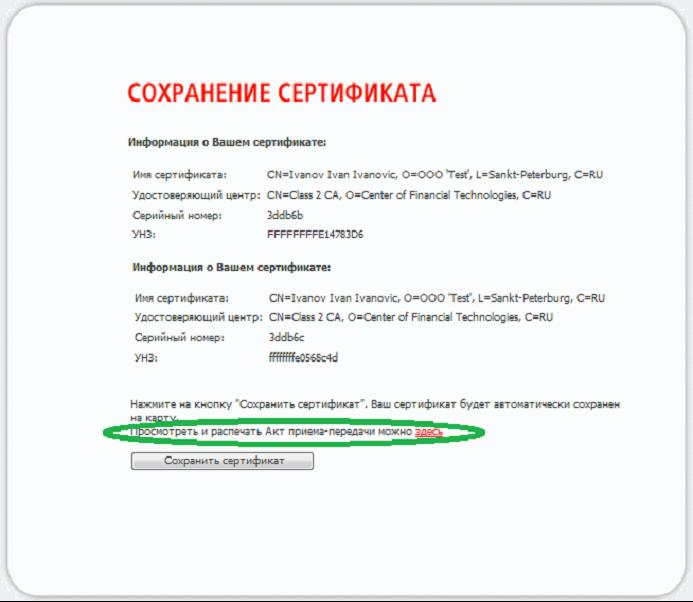 СОХРАНЕНИЕ СЕРТИФИКАТА
Информация о Вашем сертификате:
Имя сертификата: CN=Ivanov Ivan Ivanovic, O=OOO 'Test', L=Sankt-Peterburg, C=RU
Удостоверяющий центр: CN=Class 2 CA, O=Center of Financial Technologies, C=RU
Серийный номер: 3ddb6b
УНЗ: FFFFFFFFE14783D6
Информация о Вашем сертификате:
Имя сертификата: CN=Ivanov Ivan Ivanovic, O=OOO 'Test', L=Sankt-Peterburg, C=RU
Удостоверяющий центр: CN=Class 2 CA, O=Center of Financial Technologies, C=RU
Серийный номер: 3ddb6c
УНЗ: ffffffffe0568c4d
Нажмите на кнопку "Сохранить сертификат". Ваш сертификат будет автоматически сохранен
на карту.
Просмотреть и распечать Акт приема-передачи можно здесь
Сохранить сертификат